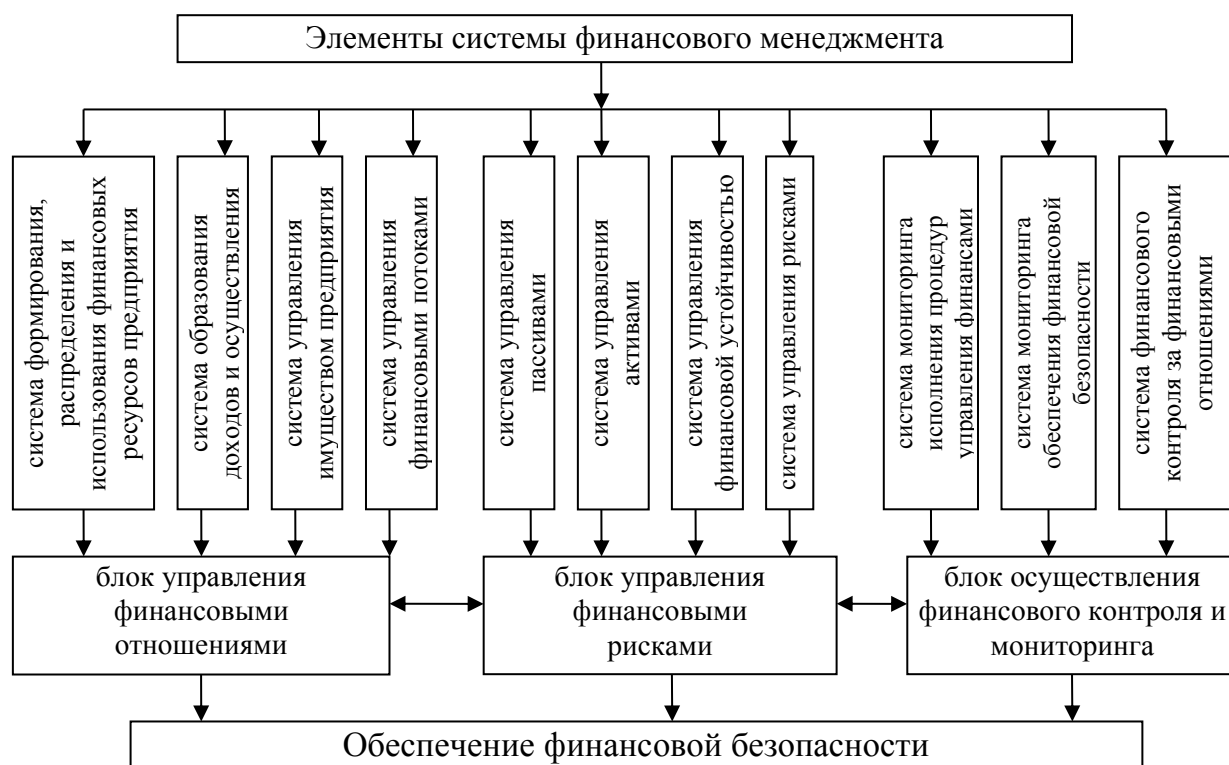 Элементы системы финансового менеджмента
система формирования,
распределения и
использования финансовых
ресурсов предприятия
система образования
доходов и осуществления
система управления
имуществом предприятия
система управления
финансовыми потоками
система управления
пассивами
система управления
активами
система управления
финансовой устойчивостью
система управления рисками
система мониторинга
исполнения процедур
управления финансами
система мониторинга
обеспечения финансовой
безопасности
система финансового
контроля за финансовыми
отношениями
блок управления
финансовыми
отношениями
блок управления
финансовыми
рисками
блок осуществления
финансового контроля и
мониторинга
Обеспечение финансовой безопасности